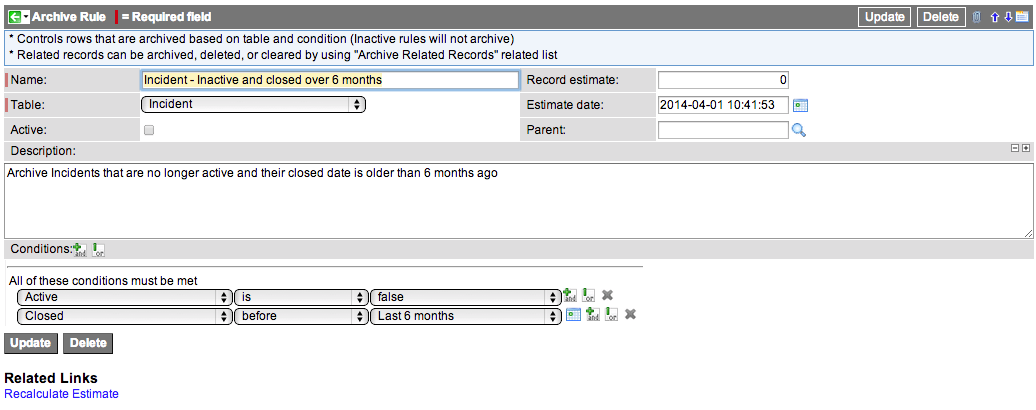 Archive Rule = Required field Update Delete
* Controls rows that are archived based on table and condition (Inactive rules will not archive)
* Related records can be archived, deleted, or cleared by using "Archive Related Records" related list
Name: Incident - Inactive and closed over 6 months Record estimate: 0
Table: Incident Estimate date: 2014-04-01 10:41:53
Active: Parent:
Description:
Archive Incidents that are no longer active and their closed date is older than 6 months ago
Conditions: and or
All of these conditions must be met
Active is false and or
Closed before Last 6 months and or
Update Delete
Related Links
Recalculate Estimate